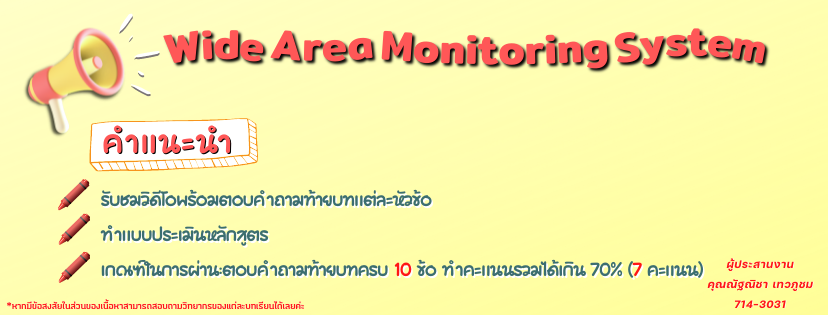 Wide Area Monitoring System
คำแนะนำ
รับชมวิดีโอพร้อมตอบคำถามท้ายบทแต่ละหัวข้อ
ทำแบบประเมินหลักสูตร
เกณฑ์ในการผ่าน:ตอบคำถามท้ายบทครบ 10 ข้อ ทำคะแนนรวมได้เกิน 70% (7 คะแนน)
ผู้ประสานงาน
คุณณัฐณิชา เทวภูชม
714-3031
*หากมีข้อสงสัยในส่วนของเนื้อหาสามารถสอบถามวิทยากรของแต่ละบทเรียนได้เลยค่ะ